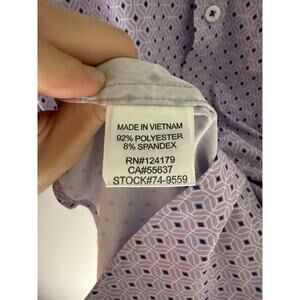 MADE IN VIETNAM
92% POLYESTER
8% SPANDEX
RN#124179
CA#55637
STOCK#74-9559